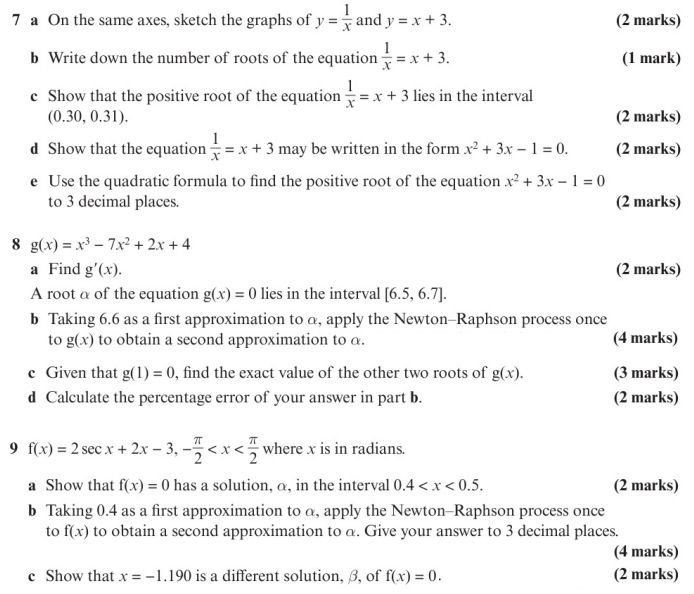 7 a On the same axes, sketch the graphs of y = 1/x and y = x + 3. (2 marks)
b Write down the number of roots of the equation 1/x = x + 3. (1 mark)
c Show that the positive root of the equation 1/x = x + 3 lies in the interval
(0.30, 0.31). (2 marks)
d Show that the equation 1/x = x + 3 may be written in the form x² + 3x − 1 = 0. (2 marks)
e Use the quadratic formula to find the positive root of the equation x² + 3x − 1 = 0
to 3 decimal places. (2 marks)
8 g(x) = x³ − 7x² + 2x + 4
a Find g′(x). (2 marks)
A root α of the equation g(x) = 0 lies in the interval [6.5, 6.7].
b Taking 6.6 as a first approximation to α, apply the Newton–Raphson process once
to g(x) to obtain a second approximation to α. (4 marks)
c Given that g(1) = 0, find the exact value of the other two roots of g(x). (3 marks)
d Calculate the percentage error of your answer in part b. (2 marks)
9 f(x) = 2 sec x + 2x − 3, −π/2 < x < π/2 where x is in radians.
a Show that f(x) = 0 has a solution, α, in the interval 0.4 < x < 0.5. (2 marks)
b Taking 0.4 as a first approximation to α, apply the Newton–Raphson process once
to f(x) to obtain a second approximation to α. Give your answer to 3 decimal places.
(4 marks)
c Show that x = −1.190 is a different solution, β, of f(x) = 0. (2 marks)